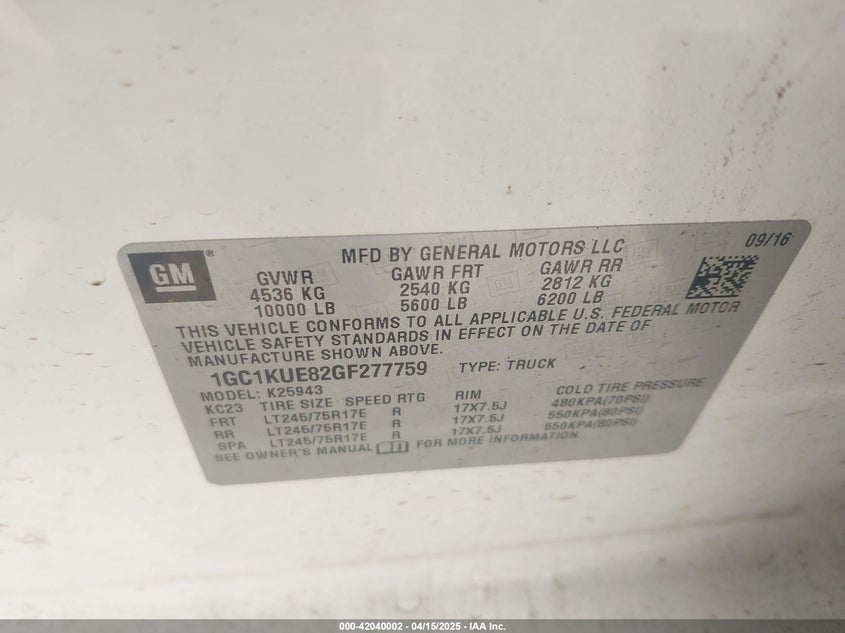 GM®
MFD BY GENERAL MOTORS LLC
09/16
GVWR GAWR FRT GAWR RR
4536 KG 2540 KG 2812 KG
10000 LB 5600 LB 6200 LB
THIS VEHICLE CONFORMS TO ALL APPLICABLE U.S. FEDERAL MOTOR
VEHICLE SAFETY STANDARDS IN EFFECT ON THE DATE OF
MANUFACTURE SHOWN ABOVE.
1GC1KUE82GF277759 TYPE: TRUCK
MODEL: K25943
KC23 TIRE SIZE SPEED RTG RIM COLD TIRE PRESSURE
FRT LT245/75R17E R 17X7.5J 480KPA(70PSI)
RR LT245/75R17E R 17X7.5J 550KPA(80PSI)
SPA LT245/75R17E R 17X7.5J 550KPA(80PSI)
SEE OWNER'S MANUAL FOR MORE INFORMATION
000-42040002 - 04/15/2025 - IAA Inc.